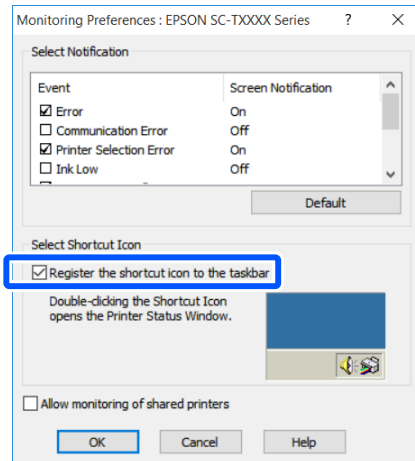 Monitoring Preferences : EPSON SC-TXXXX Series ? ×
Select Notification
Event Screen Notification
Error On
Communication Error Off
Printer Selection Error On
Ink Low Off
Default
Select Shortcut Icon
Register the shortcut icon to the taskbar
Double-clicking the Shortcut Icon
opens the Printer Status Window.
Allow monitoring of shared printers
OK Cancel Help